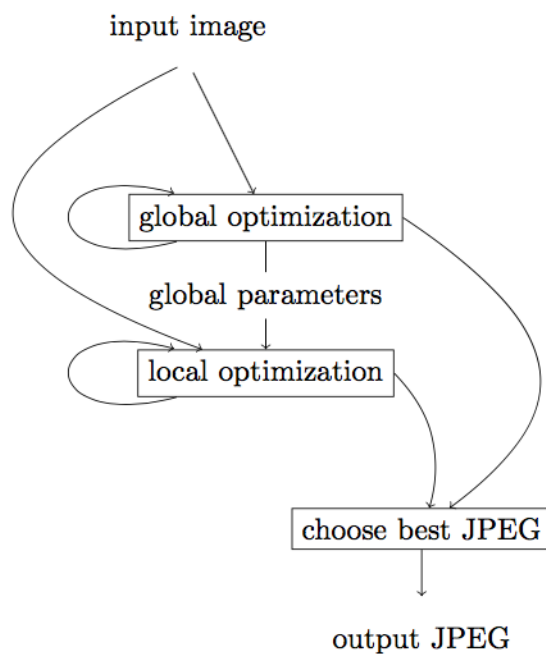 input image
global optimization
global parameters
local optimization
choose best JPEG
output JPEG